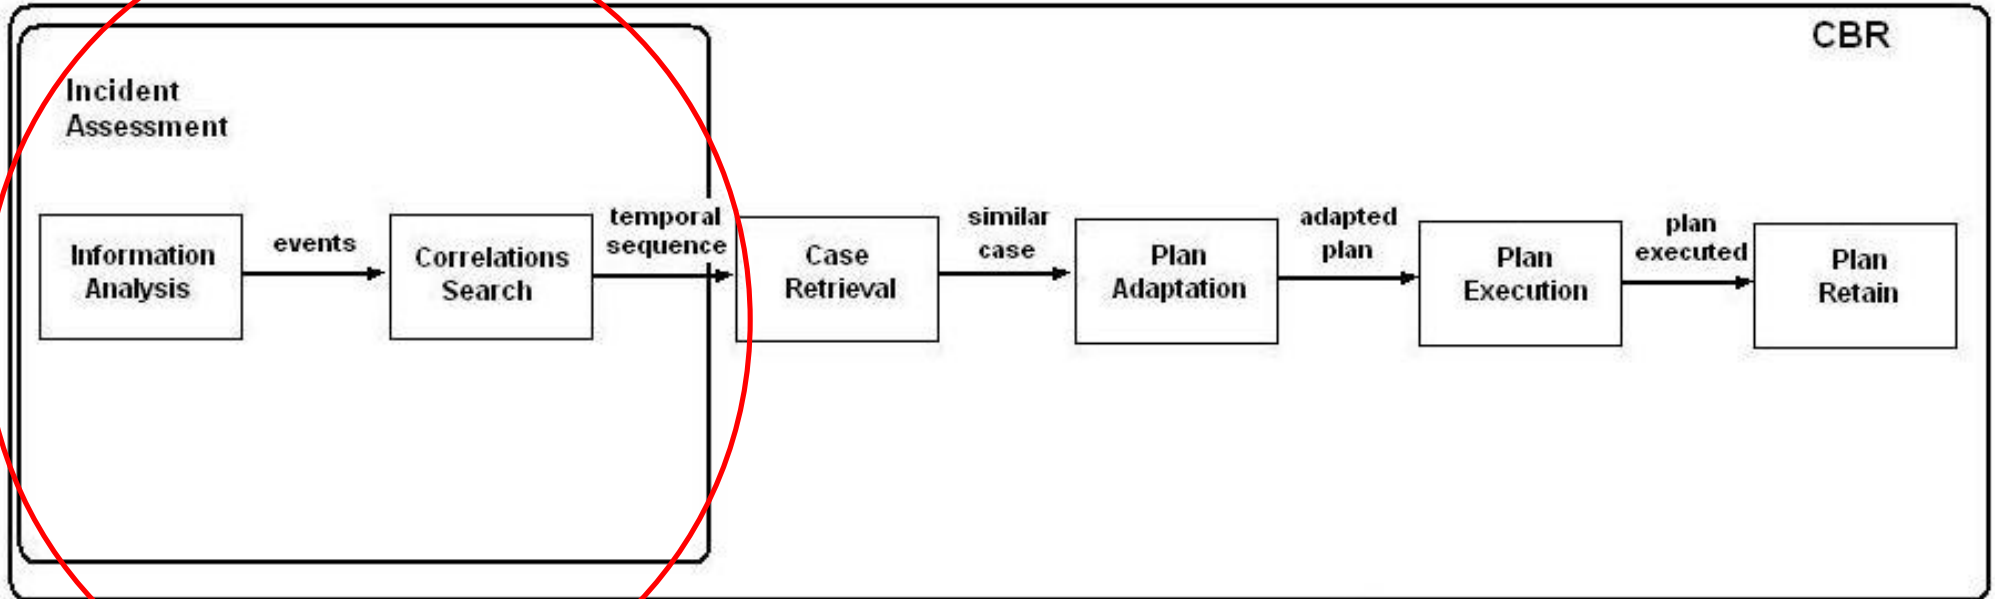 CBR
Incident
Assessment
Information
Analysis
events
Correlations
Search
temporal
sequence
Case
Retrieval
similar
case
Plan
Adaptation
adapted
plan
Plan
Execution
plan
executed
Plan
Retain